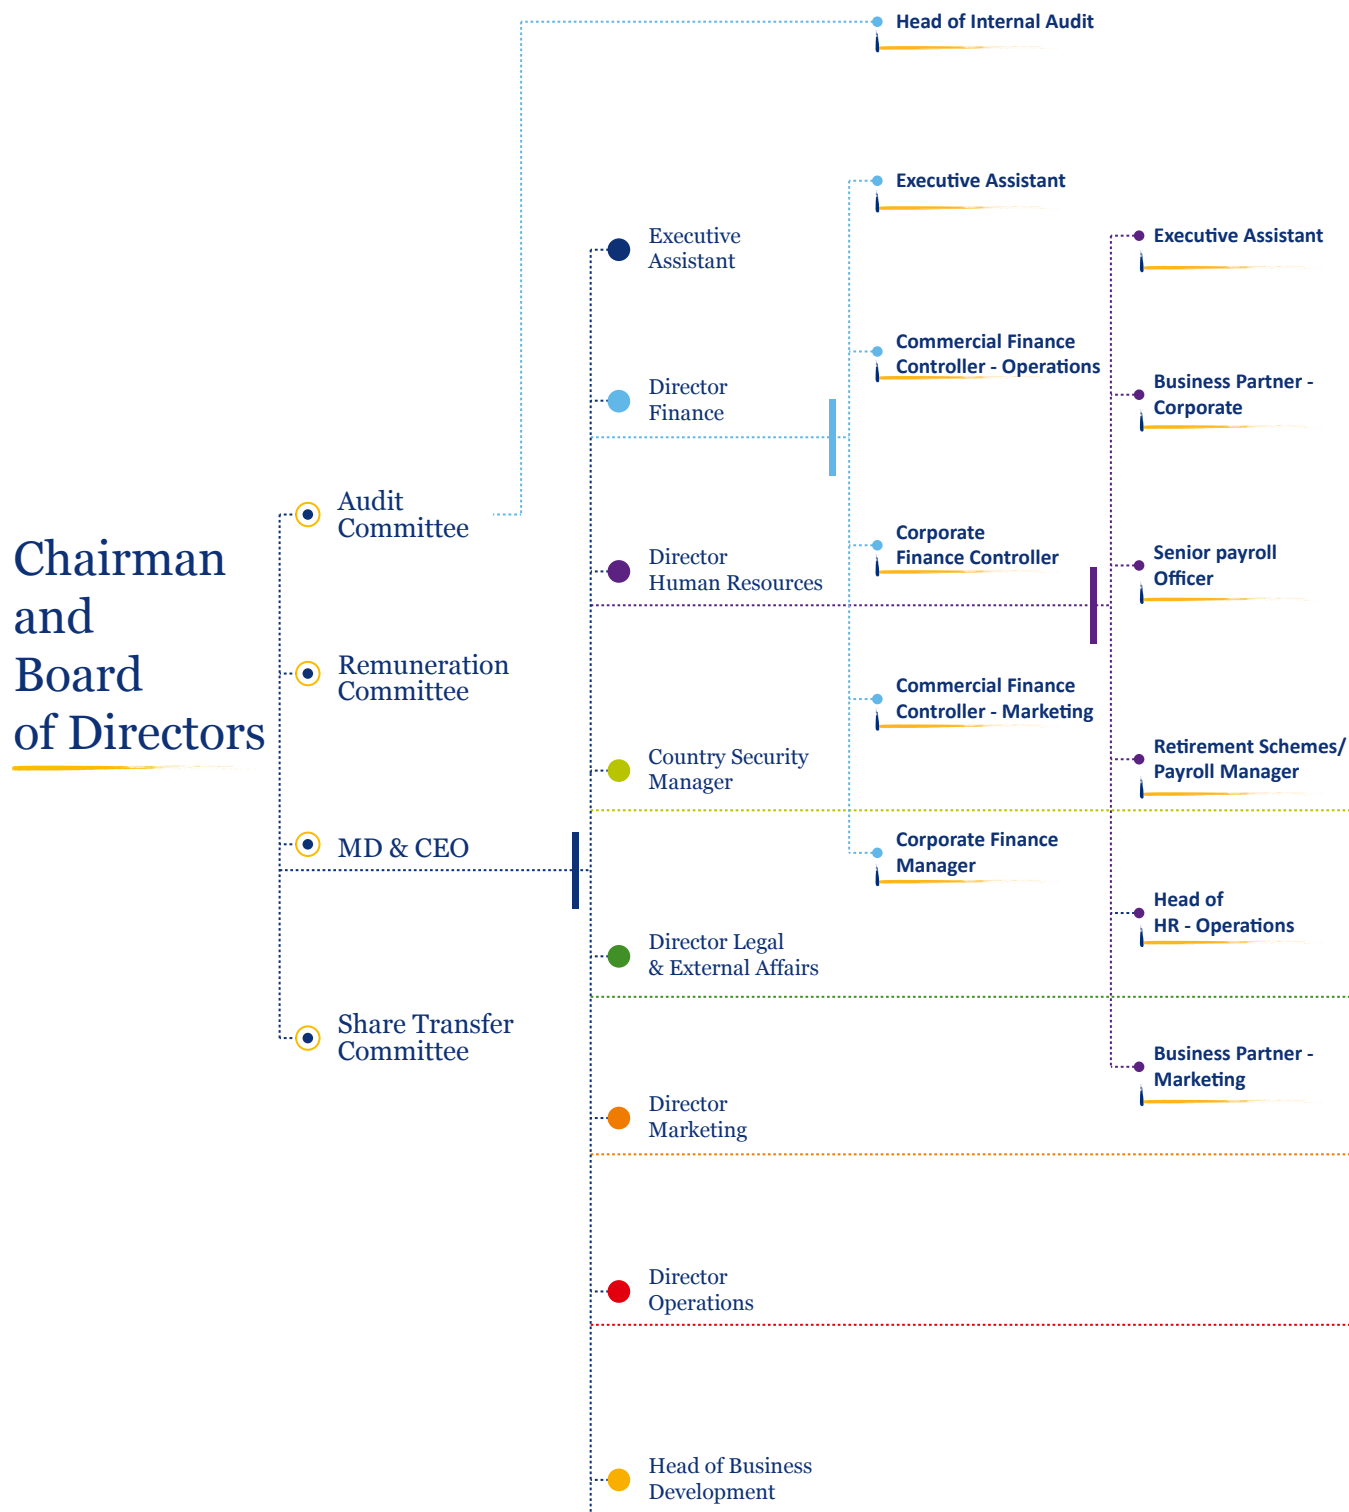 Chairman
and
Board
of Directors
Audit
Committee
Remuneration
Committee
MD & CEO
Share Transfer
Committee
Executive
Assistant
Director
Finance
Director
Human Resources
Country Security
Manager
Director Legal
& External Affairs
Director
Marketing
Director
Operations
Head of Business
Development
Head of Internal Audit
Executive Assistant
Commercial Finance
Controller - Operations
Corporate
Finance Controller
Commercial Finance
Controller - Marketing
Corporate Finance
Manager
Executive Assistant
Business Partner -
Corporate
Senior payroll
Officer
Retirement Schemes/
Payroll Manager
Head of
HR - Operations
Business Partner -
Marketing